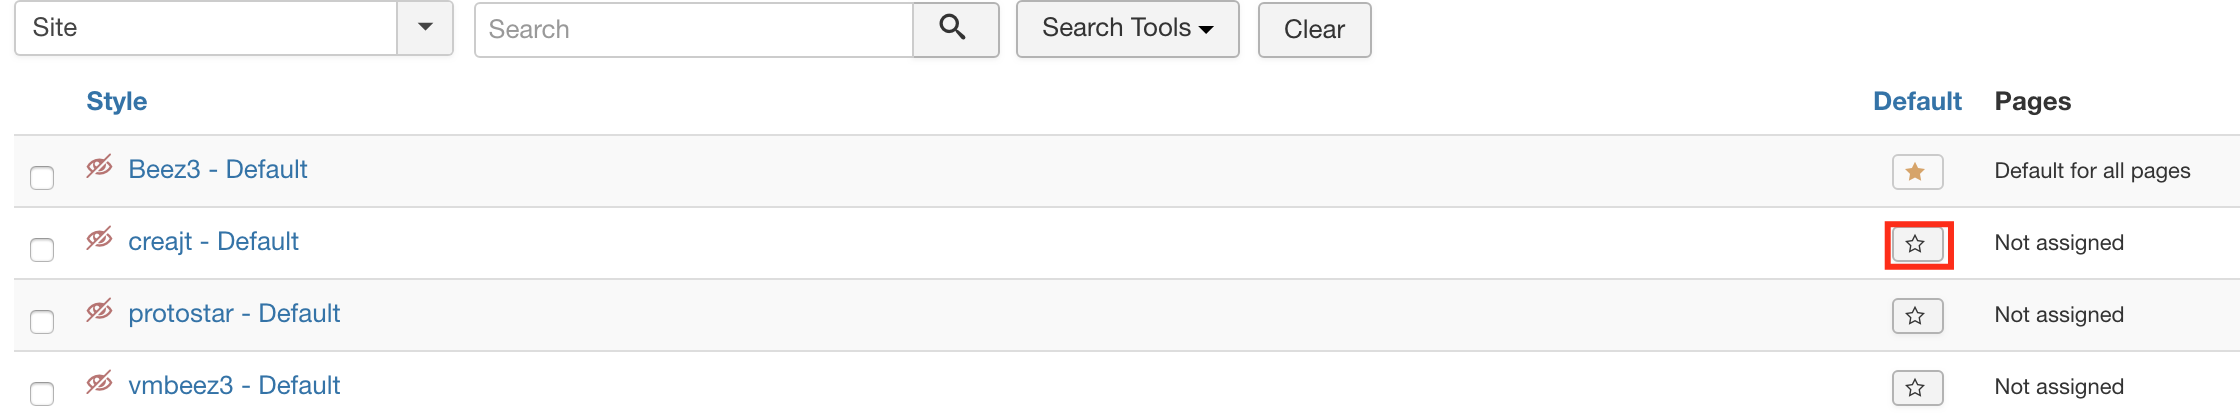 Site Search Search Tools Clear
Style Default Pages
Beez3 - Default Default for all pages
creajt - Default Not assigned
protostar - Default Not assigned
vmbeez3 - Default Not assigned